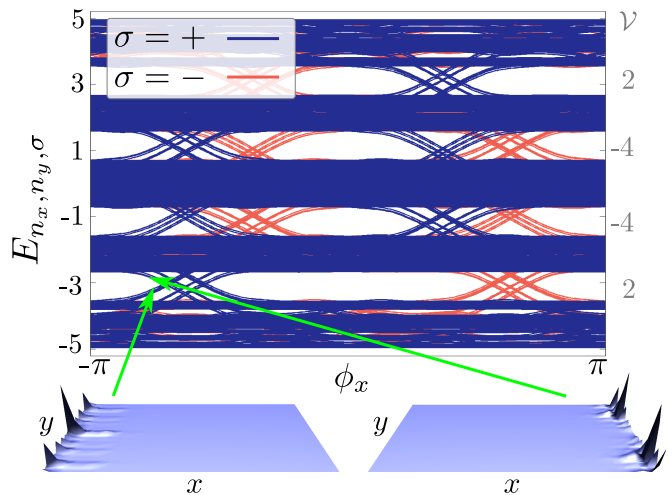 5
σ = +
σ = −
𝒱
3
2
1
-4
-1
-4
-3
2
-5
E_{n_x, n_y, σ}
-π
ϕ_x
π
y
x
y
x